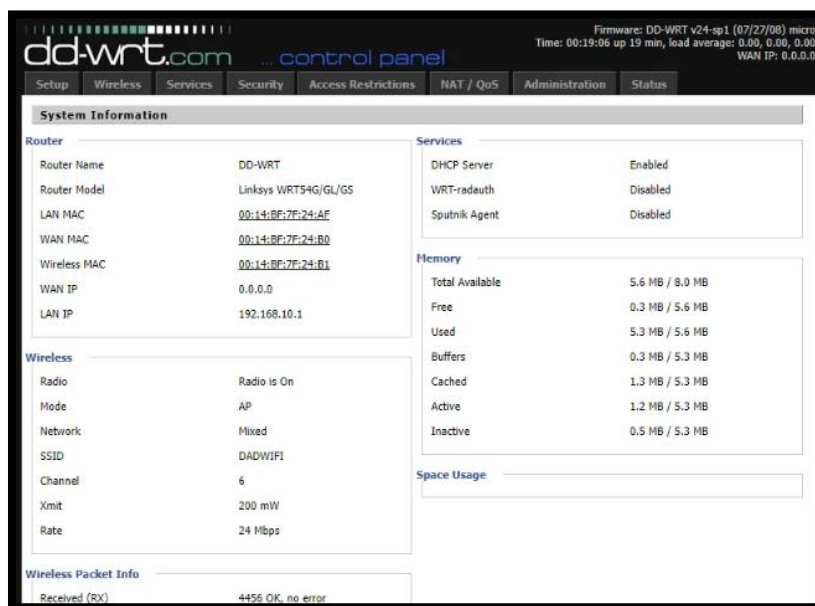 Firmware: DD-WRT v24-sp1 (07/27/08) micro
Time: 00:19:06 up 19 min, load average: 0.00, 0.00, 0.00
WAN IP: 0.0.0.0
dd-wrt.com ... control panel
Setup Wireless Services Security Access Restrictions NAT / QoS Administration Status
System Information
Router
Router Name DD-WRT
Router Model Linksys WRT54G/GL/GS
LAN MAC 00:14:BF:7F:24:AF
WAN MAC 00:14:BF:7F:24:B0
Wireless MAC 00:14:BF:7F:24:B1
WAN IP 0.0.0.0
LAN IP 192.168.10.1
Wireless
Radio Radio is On
Mode AP
Network Mixed
SSID DADWIFI
Channel 6
Xmit 200 mW
Rate 24 Mbps
Wireless Packet Info
Received (RX) 4456 OK, no error
Services
DHCP Server Enabled
WRT-radauth Disabled
Sputnik Agent Disabled
Memory
Total Available 5.6 MB / 8.0 MB
Free 0.3 MB / 5.6 MB
Used 5.3 MB / 5.6 MB
Buffers 0.3 MB / 5.3 MB
Cached 1.3 MB / 5.3 MB
Active 1.2 MB / 5.3 MB
Inactive 0.5 MB / 5.3 MB
Space Usage